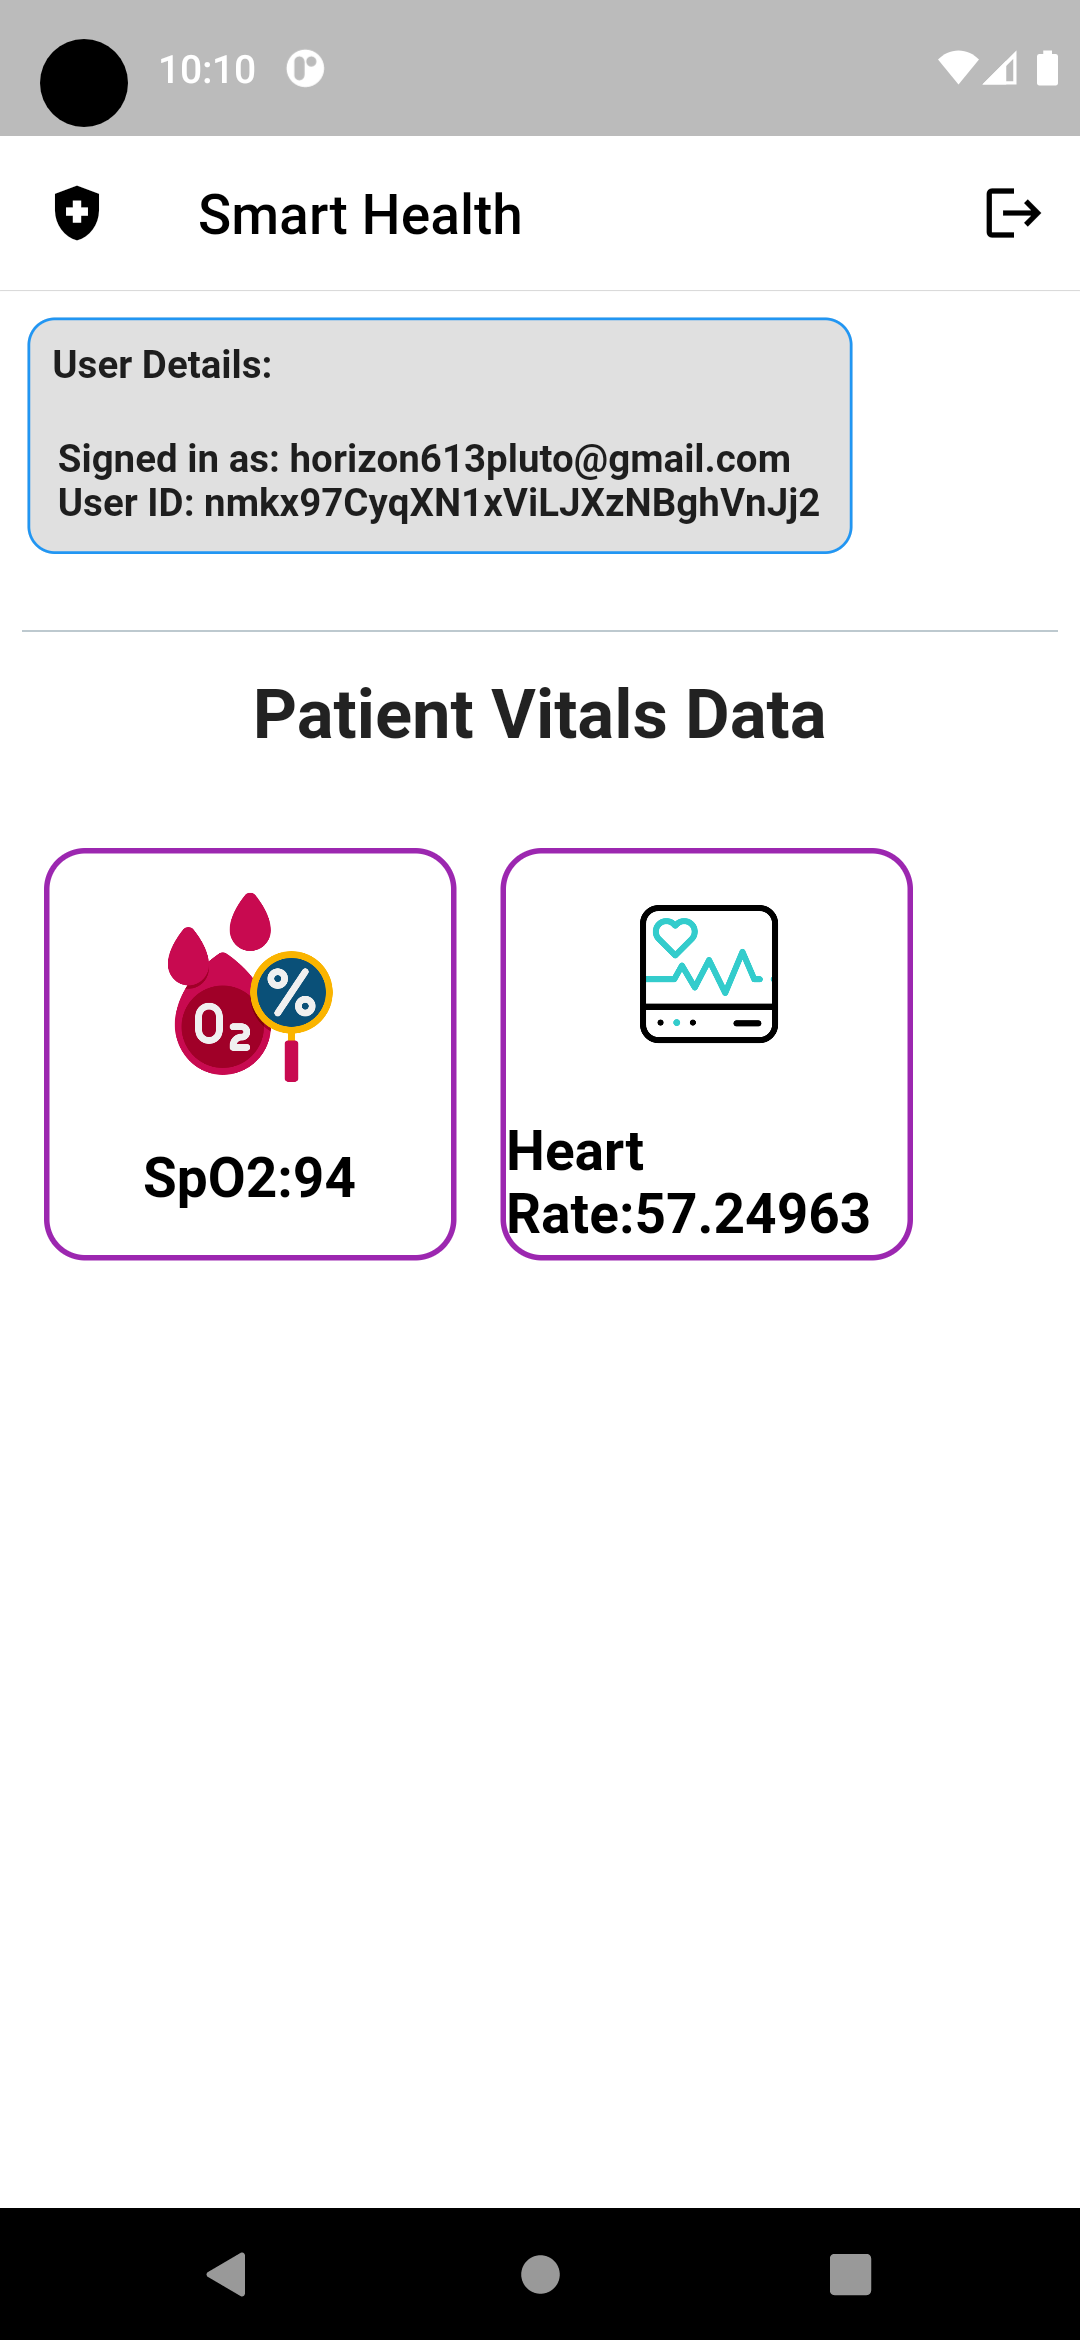 10:10
Smart Health
User Details:
Signed in as: horizon613pluto@gmail.com
User ID: nmkx97CyqXN1xViLJXzNBghVnJj2
Patient Vitals Data
O2
%
SpO2:94
Heart
Rate:57.24963